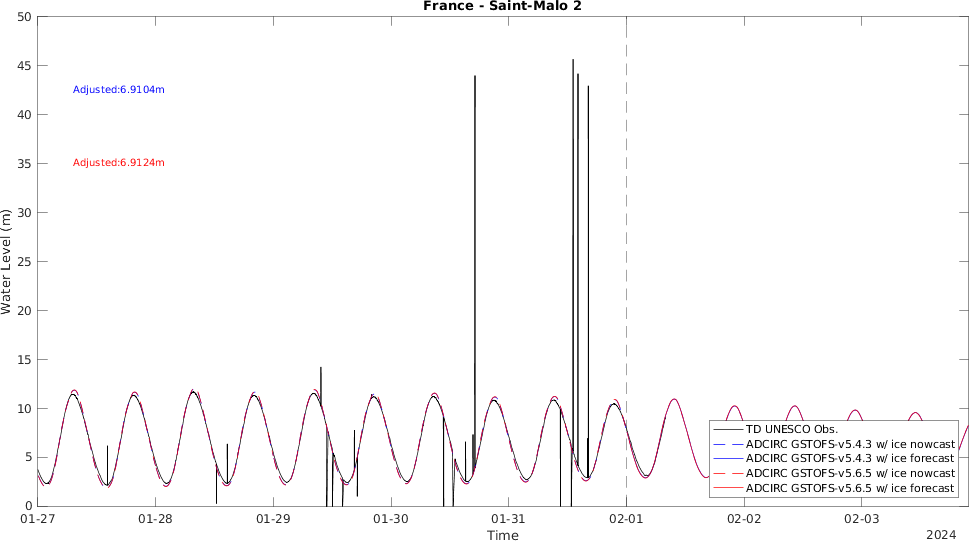 France - Saint-Malo 2
50
45
40
35
30
25
20
15
10
5
0
Water Level (m)
Adjusted:6.9104m
Adjusted:6.9124m
TD UNESCO Obs.
ADCIRC GSTOFS-v5.4.3 w/ ice nowcast
ADCIRC GSTOFS-v5.4.3 w/ ice forecast
ADCIRC GSTOFS-v5.6.5 w/ ice nowcast
ADCIRC GSTOFS-v5.6.5 w/ ice forecast
01-27 01-28 01-29 01-30 01-31 02-01 02-02 02-03
Time
2024